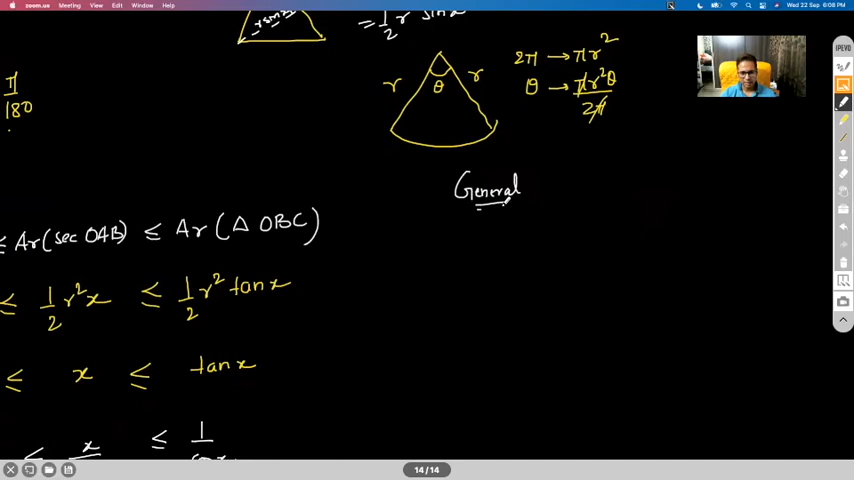 zoom.us Meeting View Edit Window Help
Wed 22 Sep 6:08 PM
= 1/2 r sin x
2π → πr²
θ → πr²θ / 2π
r θ r
π / 180
General
≤ Ar(sec OAB) ≤ Ar(△ OBC)
≤ 1/2 r² x ≤ 1/2 r² tan x
≤ x ≤ tan x
≤ x ≤ 1
IPEVO
14/14